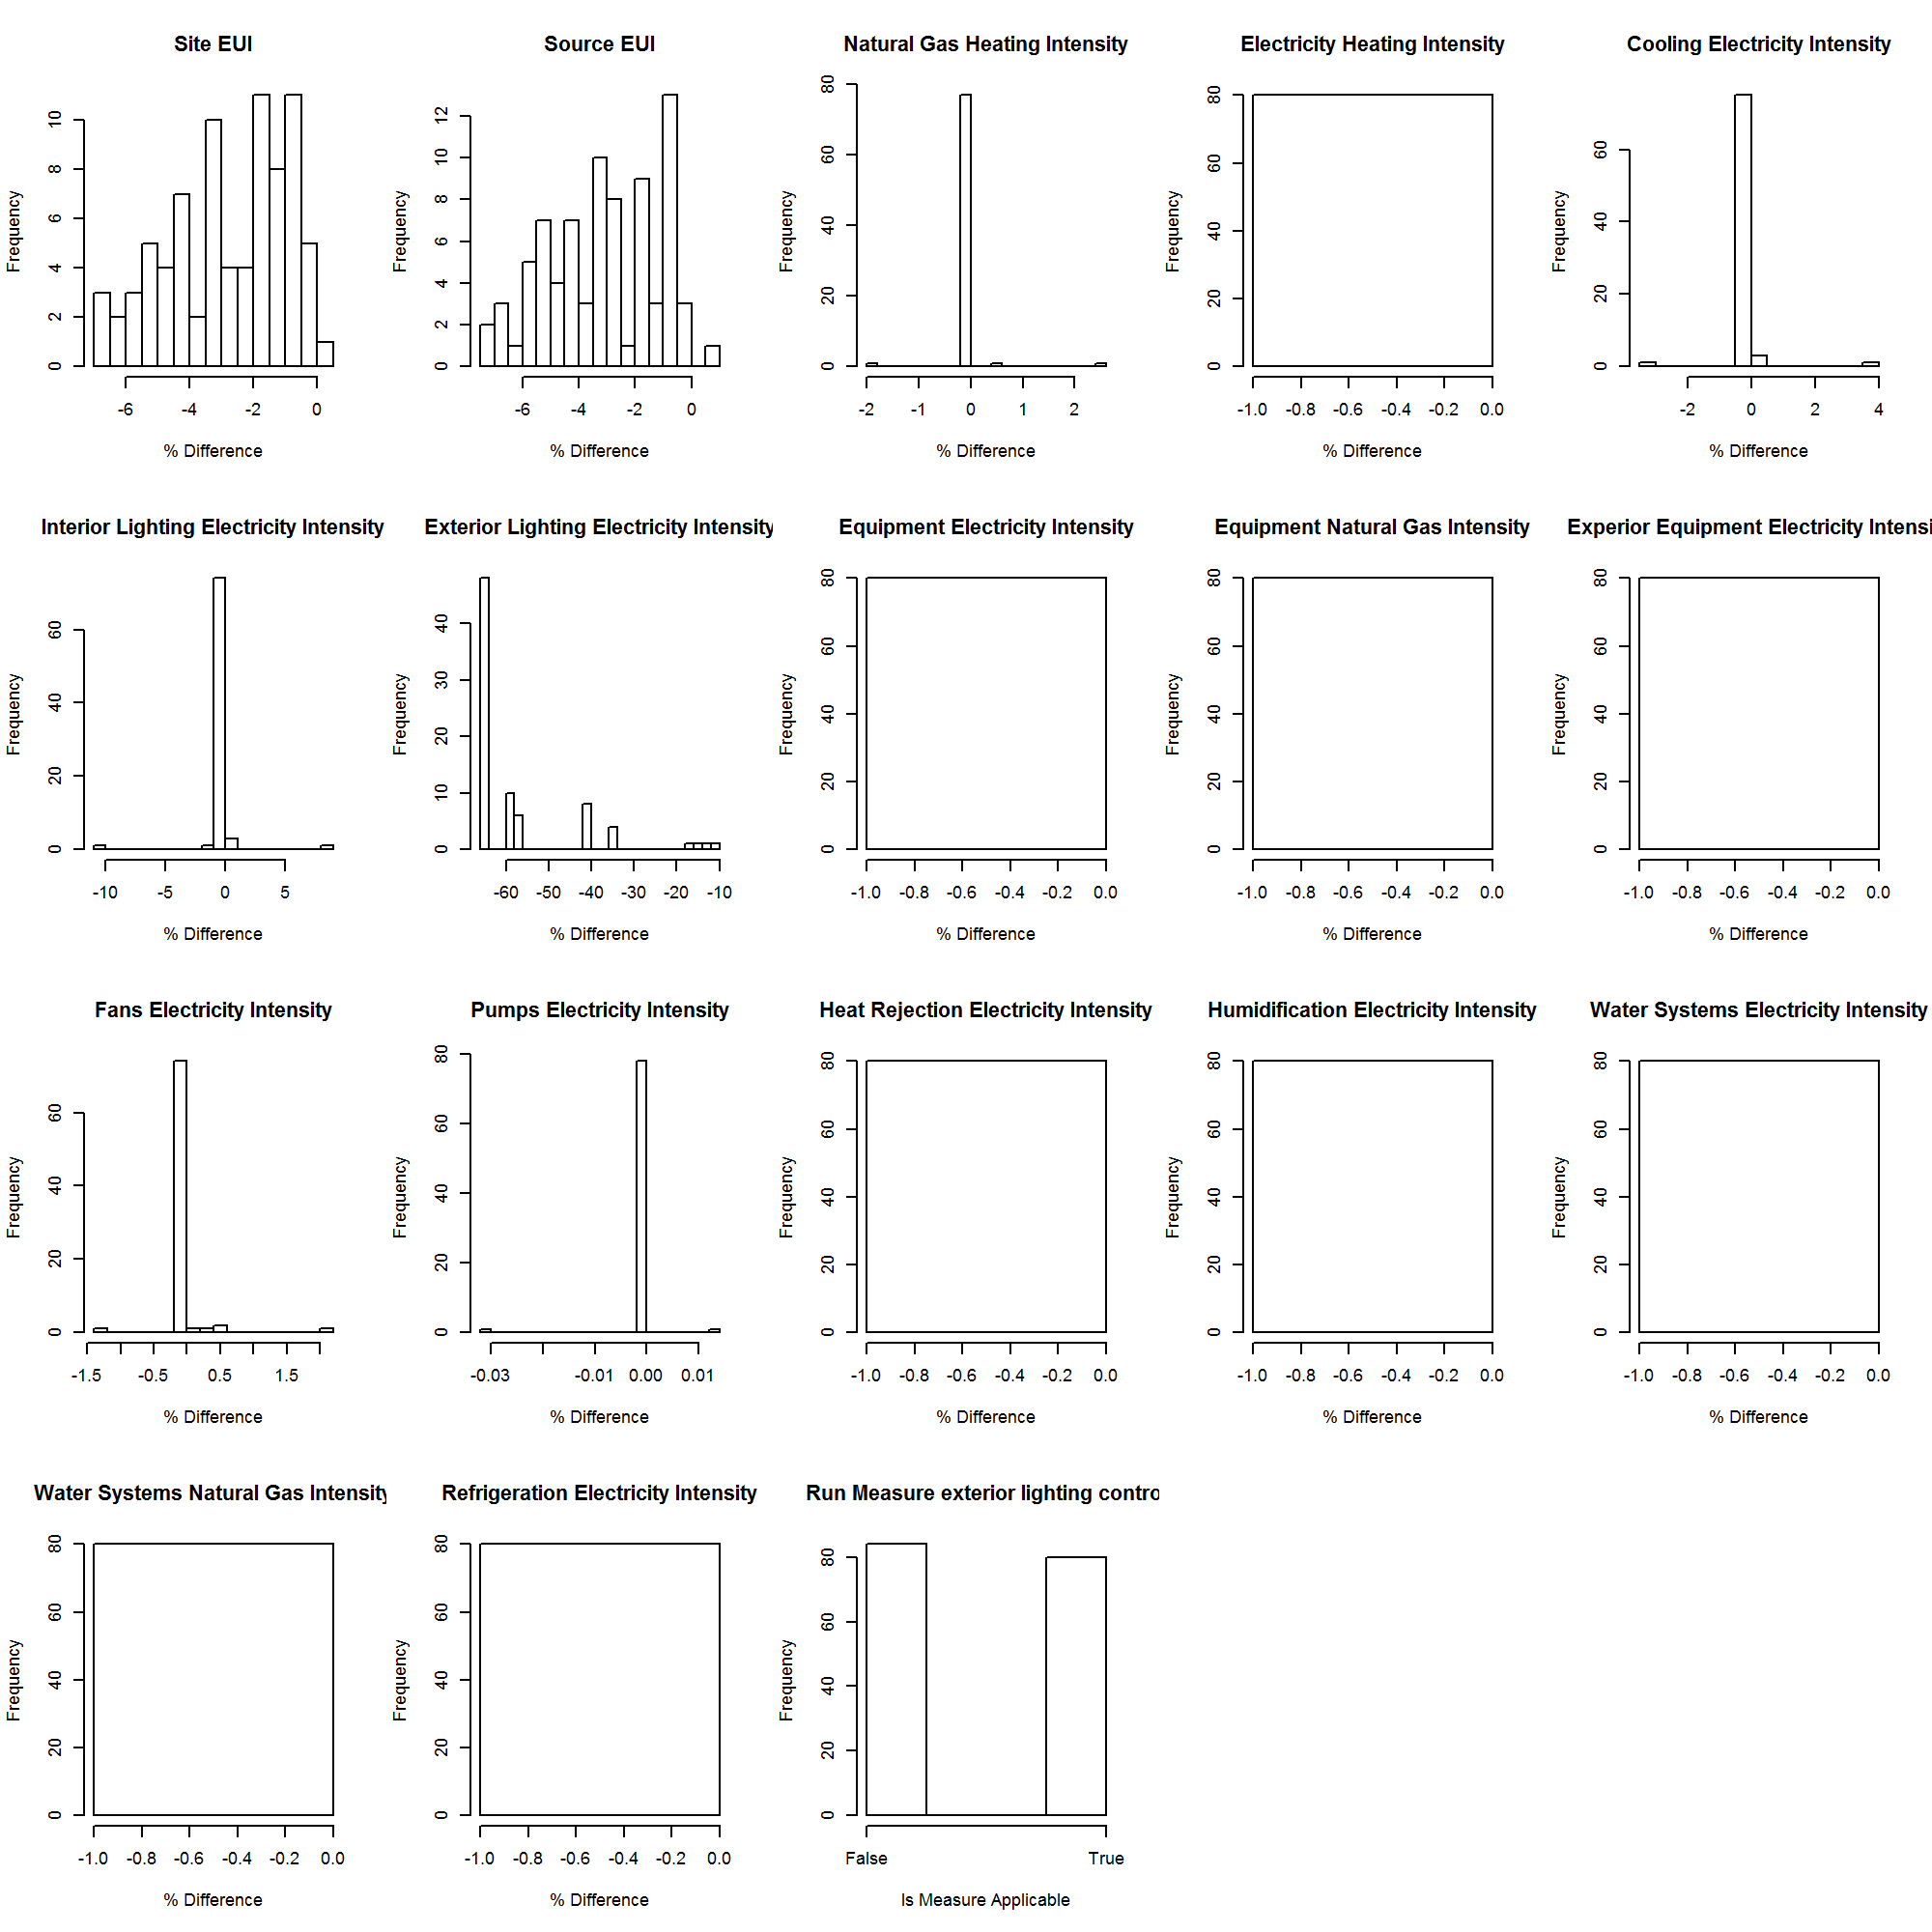 Site EUI
Frequency
0 2 4 6 8 10
-6 -4 -2 0
% Difference
Source EUI
Frequency
0 2 4 6 8 10 12
-6 -4 -2 0
% Difference
Natural Gas Heating Intensity
Frequency
0 20 40 60 80
-2 -1 0 1 2
% Difference
Electricity Heating Intensity
Frequency
0 20 40 60 80
-1.0 -0.8 -0.6 -0.4 -0.2 0.0
% Difference
Cooling Electricity Intensity
Frequency
0 20 40 60
-2 0 2 4
% Difference
Interior Lighting Electricity Intensity
Frequency
0 20 40 60
-10 -5 0 5
% Difference
Exterior Lighting Electricity Intensity
Frequency
0 10 20 30 40
-60 -50 -40 -30 -20 -10
% Difference
Equipment Electricity Intensity
Frequency
0 20 40 60 80
-1.0 -0.8 -0.6 -0.4 -0.2 0.0
% Difference
Equipment Natural Gas Intensity
Frequency
0 20 40 60 80
-1.0 -0.8 -0.6 -0.4 -0.2 0.0
% Difference
Experior Equipment Electricity Intensi
Frequency
0 20 40 60 80
-1.0 -0.8 -0.6 -0.4 -0.2 0.0
% Difference
Fans Electricity Intensity
Frequency
0 20 40 60
-1.5 -0.5 0.5 1.5
% Difference
Pumps Electricity Intensity
Frequency
0 20 40 60 80
-0.03 -0.01 0.00 0.01
% Difference
Heat Rejection Electricity Intensity
Frequency
0 20 40 60 80
-1.0 -0.8 -0.6 -0.4 -0.2 0.0
% Difference
Humidification Electricity Intensity
Frequency
0 20 40 60 80
-1.0 -0.8 -0.6 -0.4 -0.2 0.0
% Difference
Water Systems Electricity Intensity
Frequency
0 20 40 60 80
-1.0 -0.8 -0.6 -0.4 -0.2 0.0
% Difference
Water Systems Natural Gas Intensity
Frequency
0 20 40 60 80
-1.0 -0.8 -0.6 -0.4 -0.2 0.0
% Difference
Refrigeration Electricity Intensity
Frequency
0 20 40 60 80
-1.0 -0.8 -0.6 -0.4 -0.2 0.0
% Difference
Run Measure exterior lighting contro
Frequency
0 20 40 60 80
False True
Is Measure Applicable